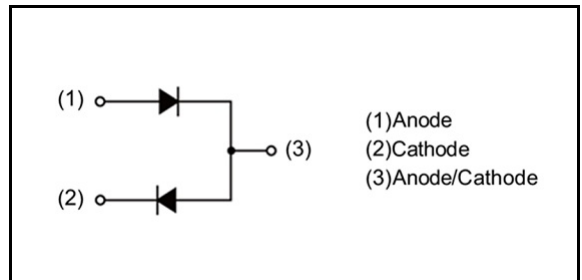 (1)
(3)
(2)
(1)Anode
(2)Cathode
(3)Anode/Cathode